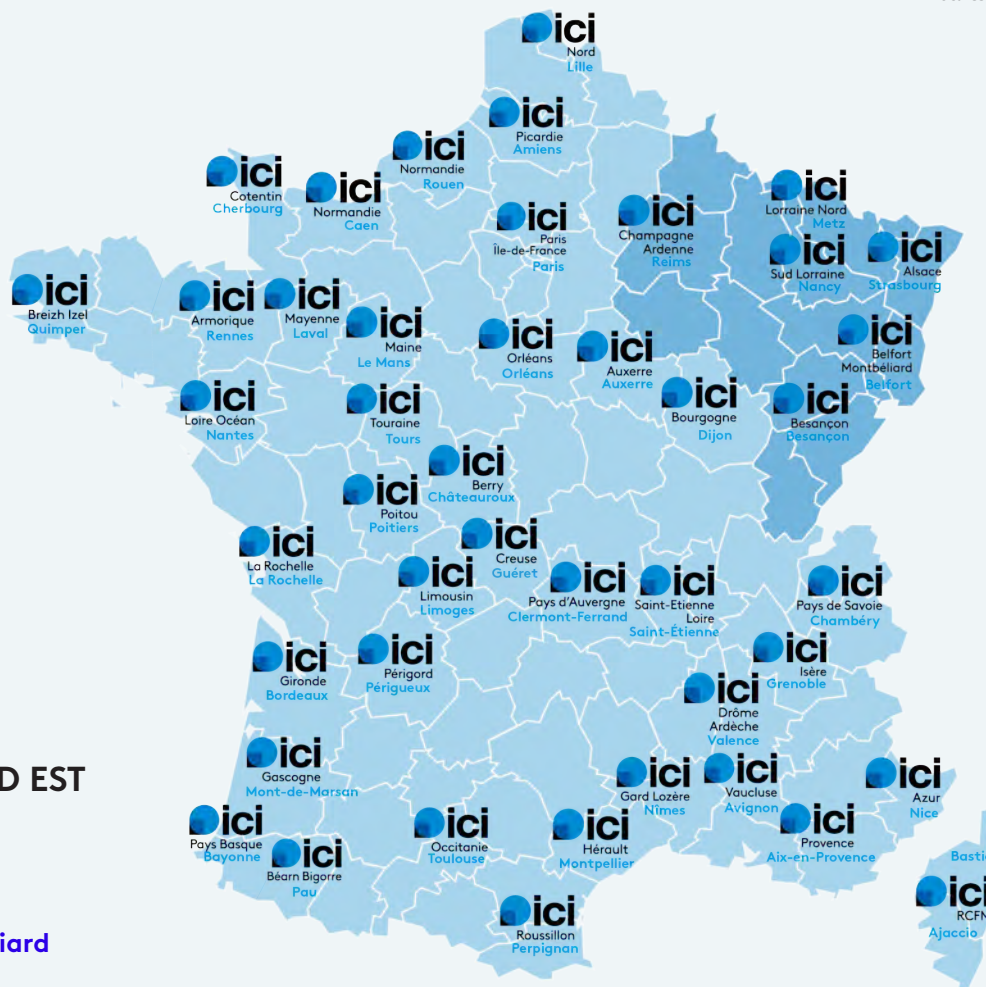 ici
Nord
Lille
ici
Picardie
Amiens
ici
Normandie
Rouen
ici
Cotentin
Cherbourg
ici
Normandie
Caen
ici
Paris
Île-de-France
Paris
ici
Champagne
Ardenne
Reims
ici
Lorraine Nord
Metz
ici
Sud Lorraine
Nancy
ici
Alsace
Strasbourg
ici
Breizh Izel
Quimper
ici
Armorique
Rennes
ici
Mayenne
Laval
ici
Maine
Le Mans
ici
Orléans
Orléans
ici
Auxerre
Auxerre
ici
Belfort
Montbéliard
Belfort
ici
Loire Océan
Nantes
ici
Touraine
Tours
ici
Bourgogne
Dijon
ici
Besançon
Besançon
ici
Berry
Châteauroux
ici
Poitou
Poitiers
ici
La Rochelle
La Rochelle
ici
Creuse
Guéret
ici
Limousin
Limoges
ici
Pays d'Auvergne
Clermont-Ferrand
ici
Saint-Etienne
Loire
Saint-Étienne
ici
Pays de Savoie
Chambéry
ici
Gironde
Bordeaux
ici
Périgord
Périgueux
ici
Isère
Grenoble
ici
Drôme
Ardèche
Valence
D EST
ici
Gascogne
Mont-de-Marsan
ici
Gard Lozère
Nîmes
ici
Vaucluse
Avignon
ici
Azur
Nice
ici
Pays Basque
Bayonne
ici
Béarn Bigorre
Pau
ici
Occitanie
Toulouse
ici
Hérault
Montpellier
ici
Provence
Aix-en-Provence
ici
Roussillon
Perpignan
Basti
ici
RCFM
Ajaccio
iard